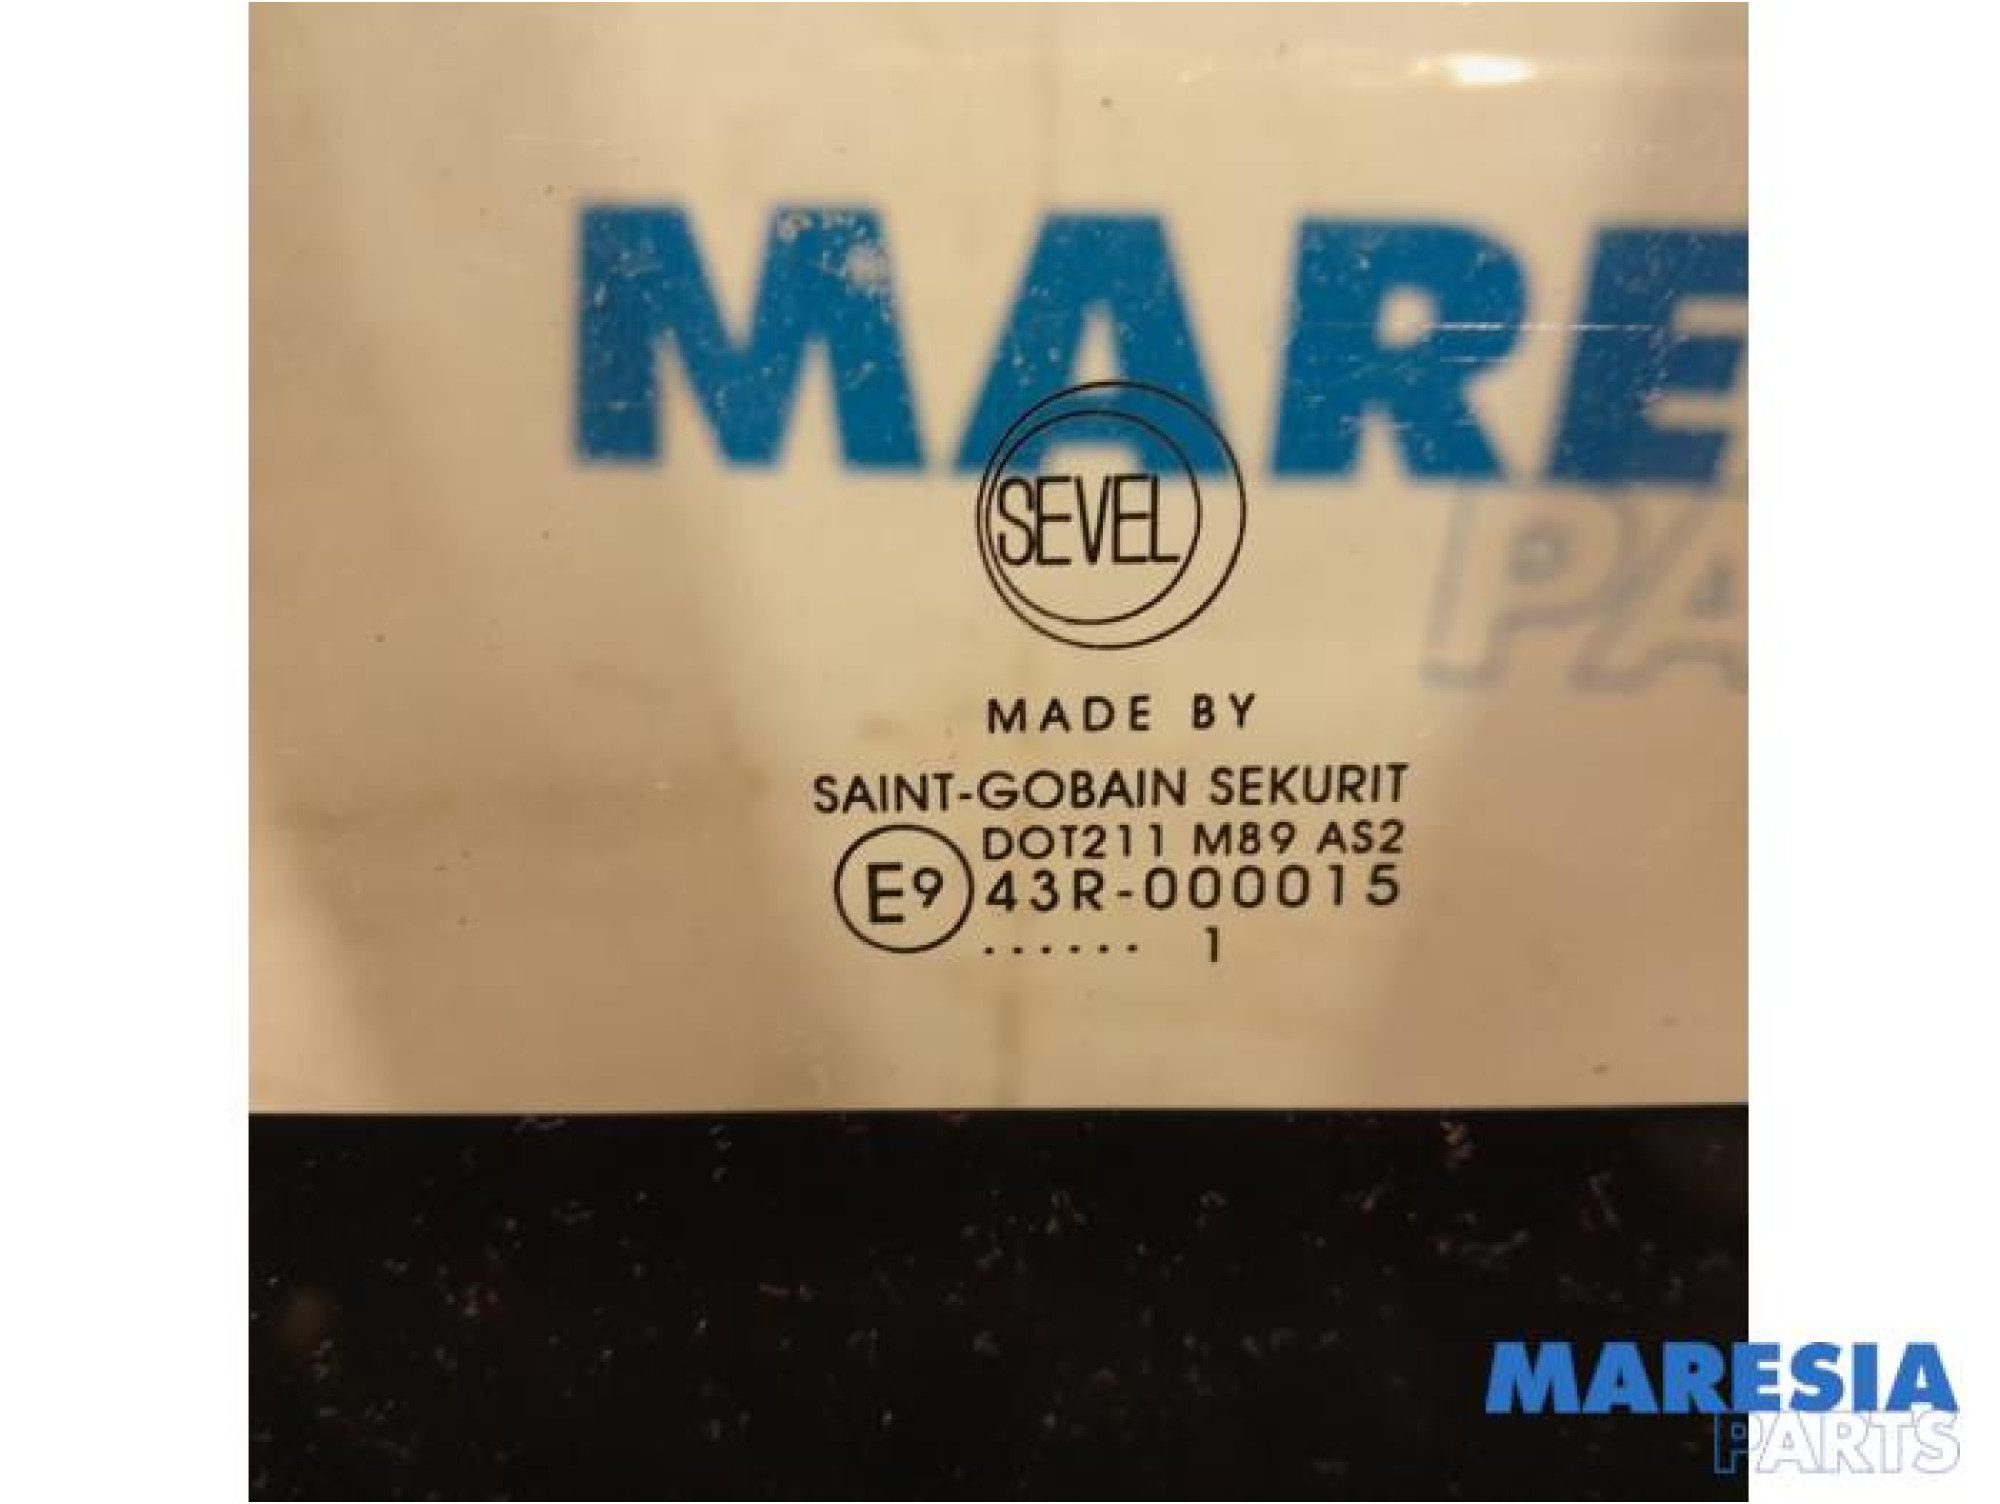 MARE
PA
SEVEL
MADE BY
SAINT-GOBAIN SEKURIT
DOT211 M89 AS2
E9 43R-000015
...... 1
MARESIA
PARTS